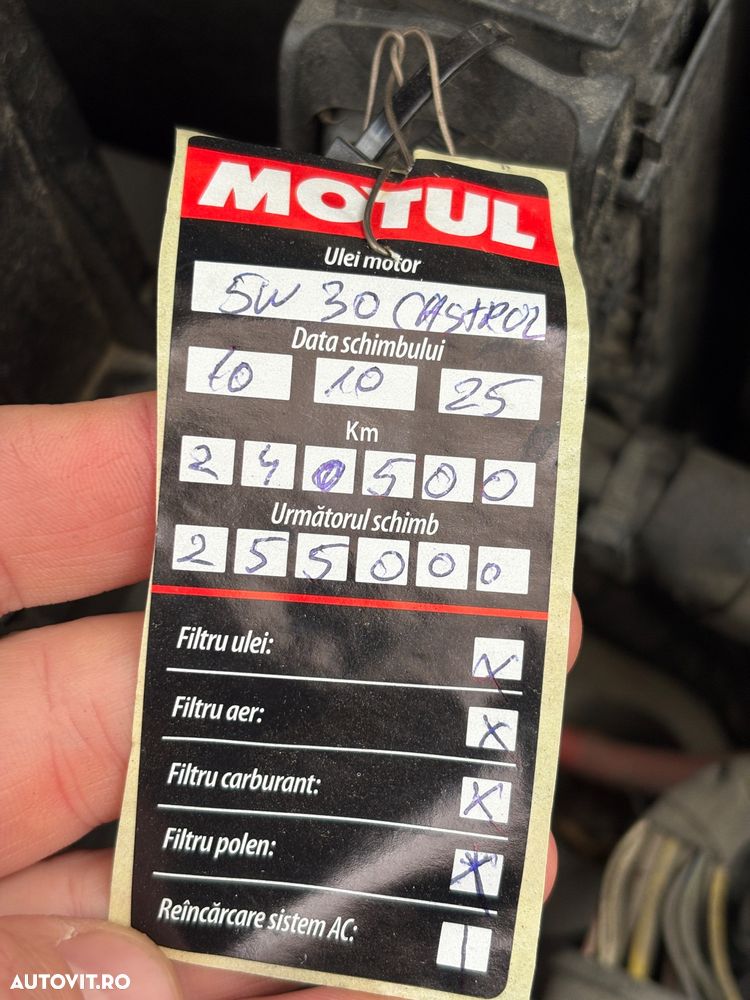 MOTUL
Ulei motor
5W 30 CASTROL
Data schimbului
10 10 25
Km
2 4 0 5 0 0
Următorul schimb
2 5 5 0 0 0
Filtru ulei: X
Filtru aer: X
Filtru carburant: X
Filtru polen: X
Reîncărcare sistem AC: |
AUTOVIT.RO